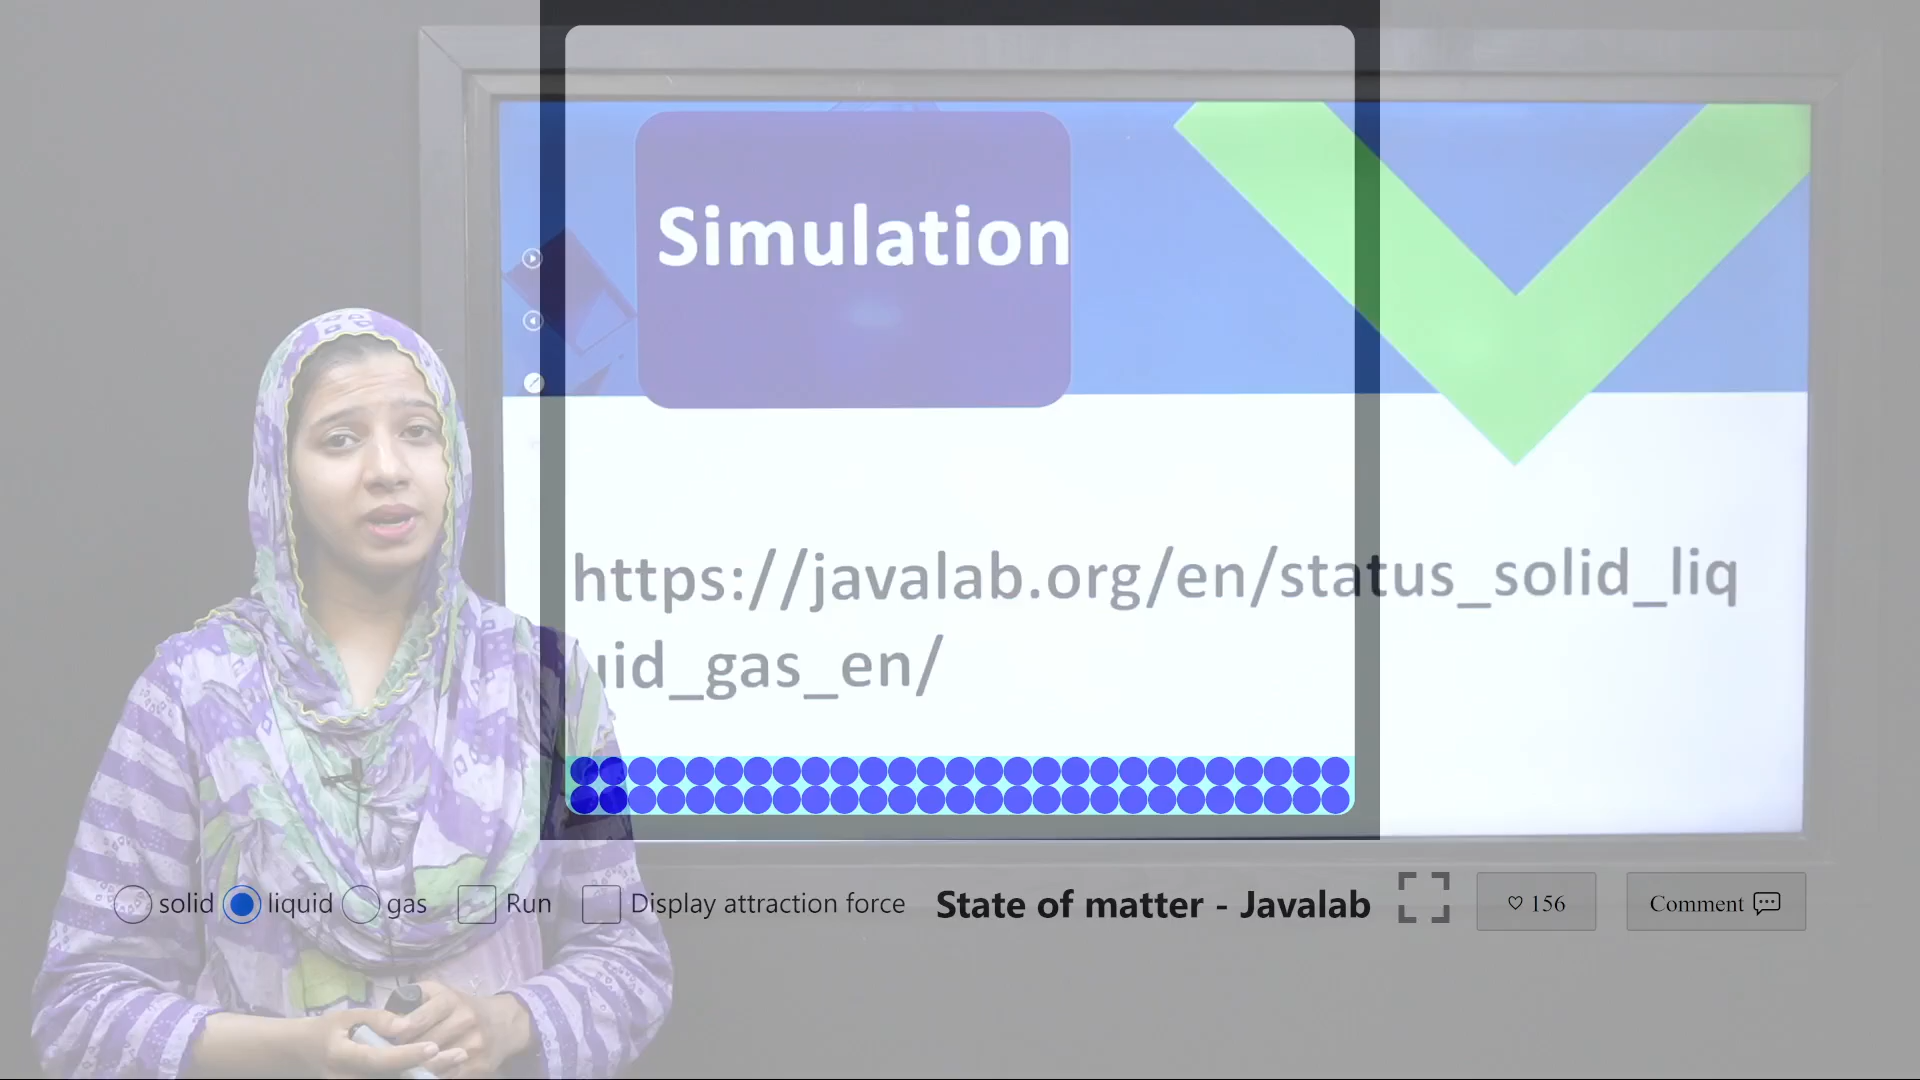 Simulation
https://javalab.org/en/status_solid_liq
uid_gas_en/
solid liquid gas Run Display attraction force State of matter - Javalab ♡ 156 Comment